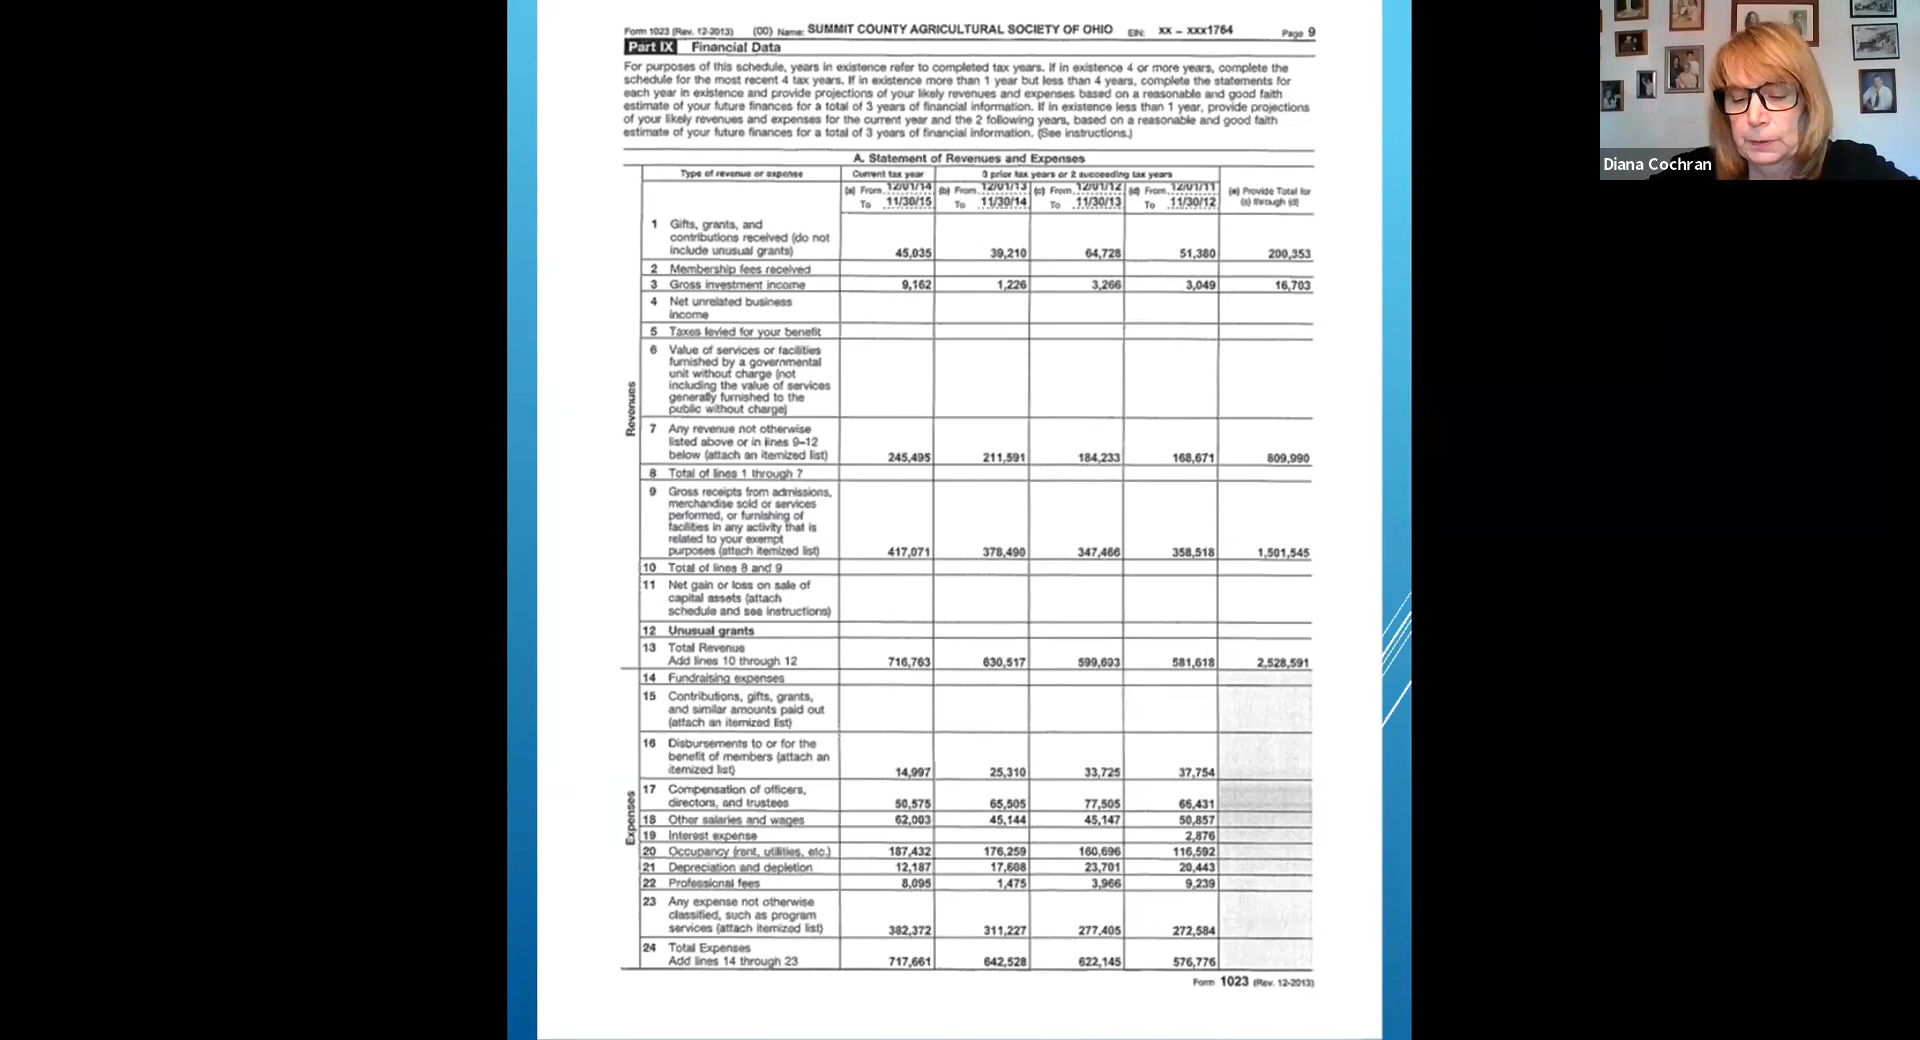 Form 1023 (Rev. 12-2013) (00) Name: SUMMIT COUNTY AGRICULTURAL SOCIETY OF OHIO EIN: XX – XXX1764 Page 9
Part IX Financial Data
For purposes of this schedule, years in existence refer to completed tax years. If in existence 4 or more years, complete the
schedule for the most recent 4 tax years. If in existence more than 1 year but less than 4 years, complete the statements for
each year in existence and provide projections of your likely revenues and expenses based on a reasonable and good faith
estimate of your future finances for a total of 3 years of financial information. If in existence less than 1 year, provide projections
of your likely revenues and expenses for the current year and the 2 following years, based on a reasonable and good faith
estimate of your future finances for a total of 3 years of financial information. (See instructions.)
A. Statement of Revenues and Expenses
Type of revenue or expense Current tax year 3 prior tax years or 2 succeeding tax years
(a) From 12/01/14 (b) From 12/01/13 (c) From 12/01/12 (d) From 12/01/11 (e) Provide Total for
To 11/30/15 To 11/30/14 To 11/30/13 To 11/30/12 (a) through (d)
Revenues
1 Gifts, grants, and
contributions received (do not
include unusual grants) 45,035 39,210 64,728 51,380 200,353
2 Membership fees received
3 Gross investment income 9,162 1,226 3,266 3,049 16,703
4 Net unrelated business
income
5 Taxes levied for your benefit
6 Value of services or facilities
furnished by a governmental
unit without charge (not
including the value of services
generally furnished to the
public without charge)
7 Any revenue not otherwise
listed above or in lines 9–12
below (attach an itemized list) 245,495 211,591 184,233 168,671 809,990
8 Total of lines 1 through 7
9 Gross receipts from admissions,
merchandise sold or services
performed, or furnishing of
facilities in any activity that is
related to your exempt
purposes (attach itemized list) 417,071 378,490 347,466 358,518 1,501,545
10 Total of lines 8 and 9
11 Net gain or loss on sale of
capital assets (attach
schedule and see instructions)
12 Unusual grants
13 Total Revenue
Add lines 10 through 12 716,763 630,517 599,693 581,618 2,528,591
Expenses
14 Fundraising expenses
15 Contributions, gifts, grants,
and similar amounts paid out
(attach an itemized list)
16 Disbursements to or for the
benefit of members (attach an
itemized list) 14,997 25,310 33,725 37,754
17 Compensation of officers,
directors, and trustees 50,575 65,505 77,505 66,431
18 Other salaries and wages 62,003 45,144 45,147 50,857
19 Interest expense 2,876
20 Occupancy (rent, utilities, etc.) 187,432 176,259 160,696 116,592
21 Depreciation and depletion 12,187 17,608 23,701 20,443
22 Professional fees 8,095 1,475 3,966 9,239
23 Any expense not otherwise
classified, such as program
services (attach itemized list) 382,372 311,227 277,405 272,584
24 Total Expenses
Add lines 14 through 23 717,661 642,528 622,145 576,776
Form 1023 (Rev. 12-2013)
Diana Cochran